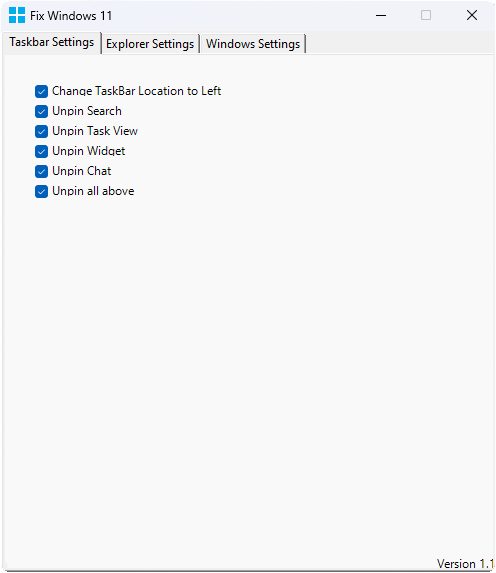 Fix Windows 11
Taskbar Settings
Explorer Settings
Windows Settings
Change TaskBar Location to Left
Unpin Search
Unpin Task View
Unpin Widget
Unpin Chat
Unpin all above
Version 1.1